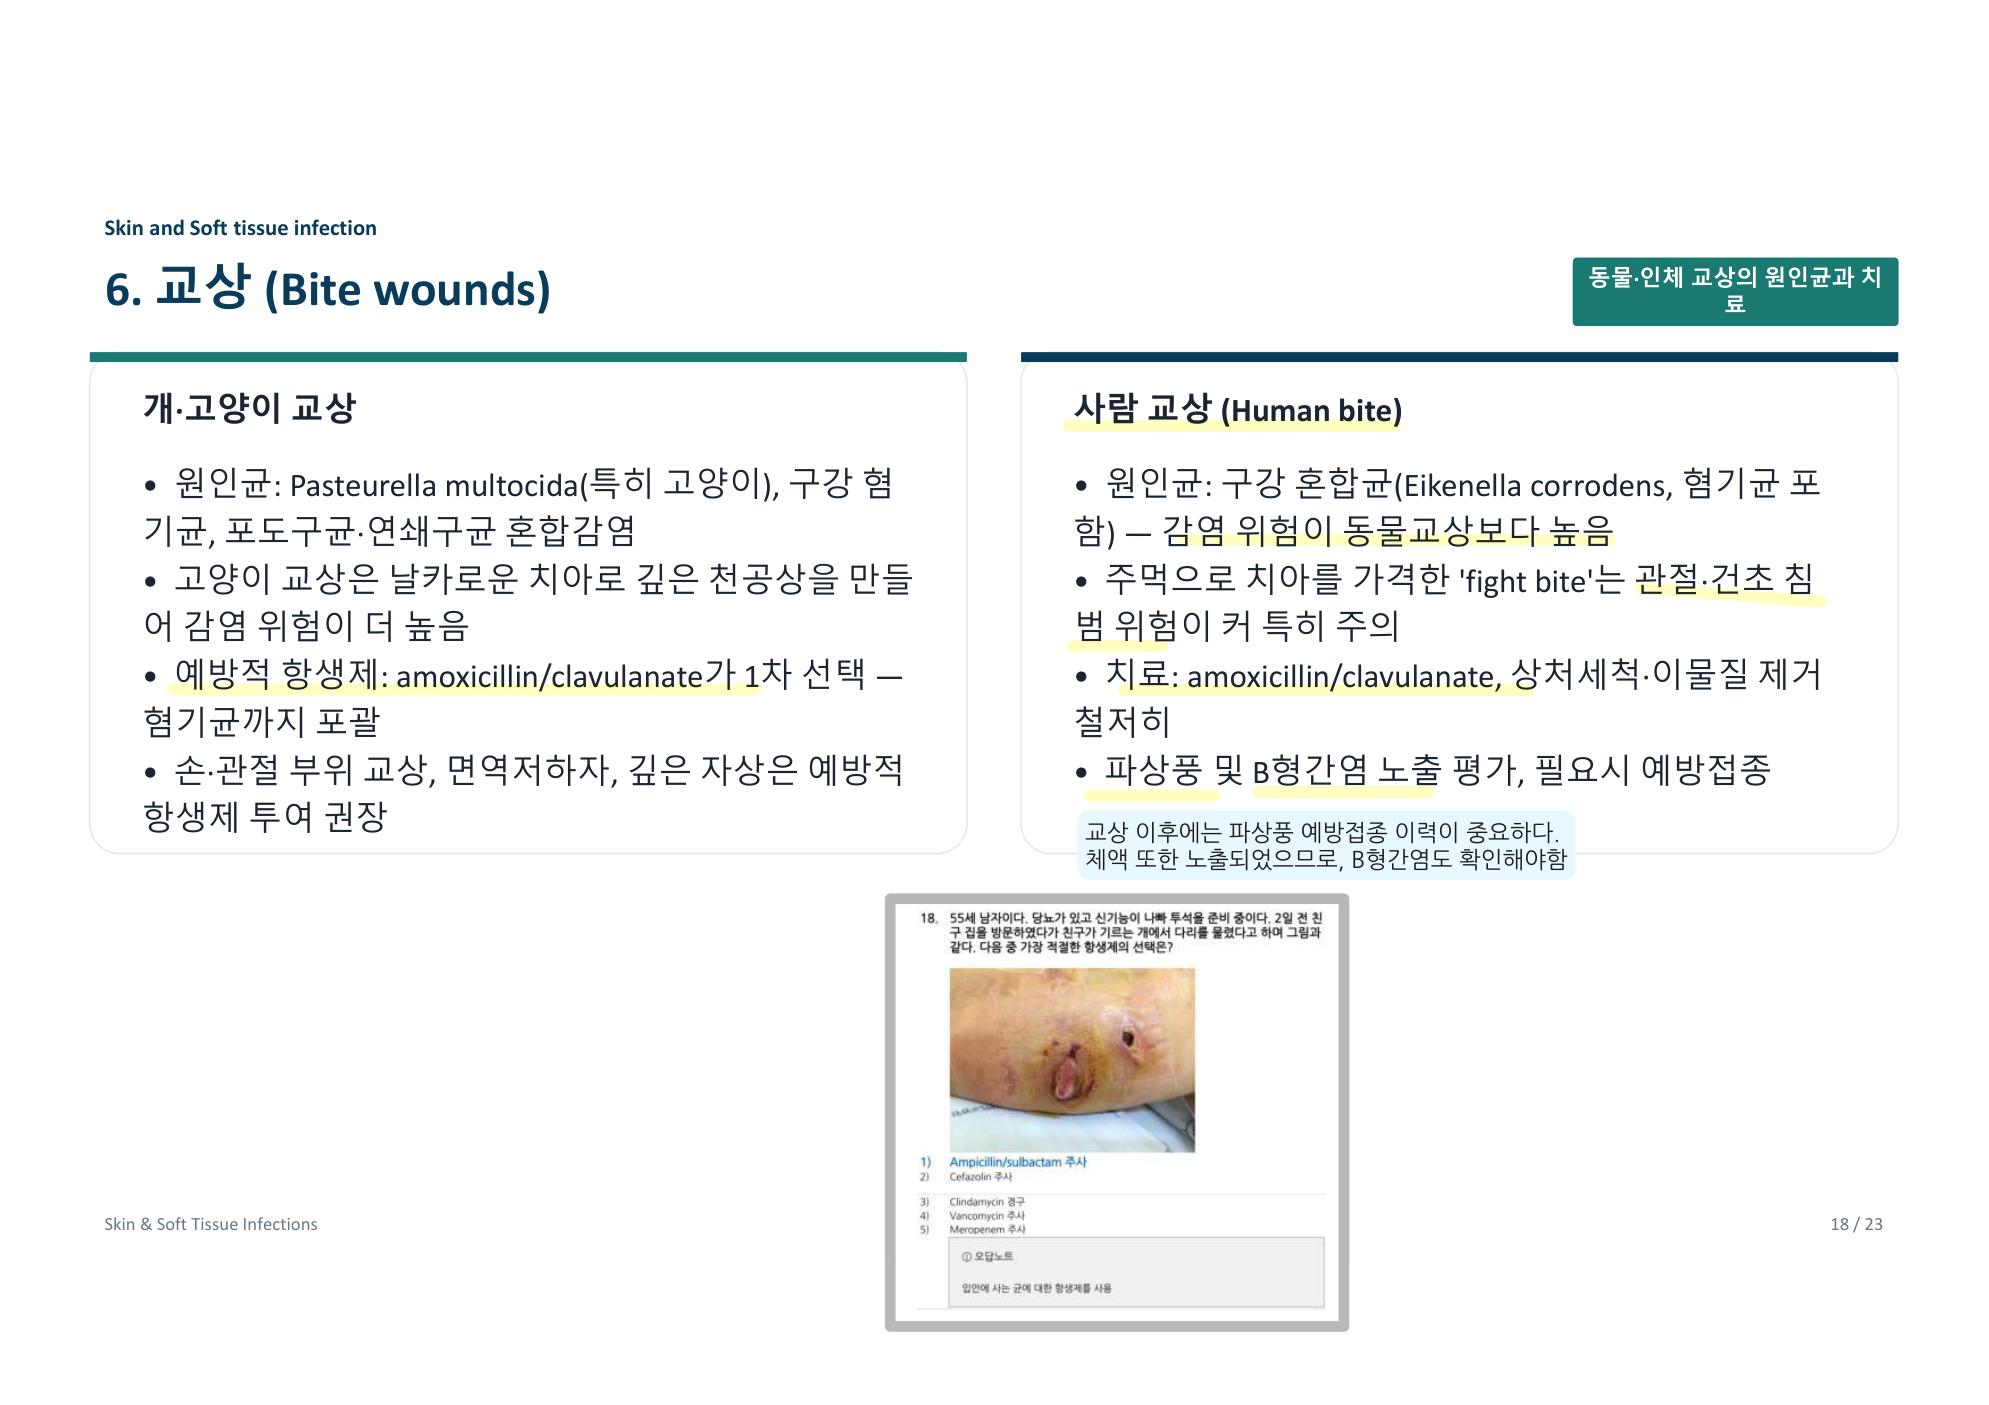 Skin and Soft tissue infection
6. 교상 (Bite wounds)
동물·인체 교상의 원인균과 치
료
개·고양이 교상
• 원인균: Pasteurella multocida(특히 고양이), 구강 혐
기균, 포도구균·연쇄구균 혼합감염
• 고양이 교상은 날카로운 치아로 깊은 천공상을 만들
어 감염 위험이 더 높음
• 예방적 항생제: amoxicillin/clavulanate가 1차 선택 —
혐기균까지 포괄
• 손·관절 부위 교상, 면역저하자, 깊은 자상은 예방적
항생제 투여 권장
사람 교상 (Human bite)
• 원인균: 구강 혼합균(Eikenella corrodens, 혐기균 포
함) — 감염 위험이 동물교상보다 높음
• 주먹으로 치아를 가격한 'fight bite'는 관절·건초 침
범 위험이 커 특히 주의
• 치료: amoxicillin/clavulanate, 상처세척·이물질 제거
철저히
• 파상풍 및 B형간염 노출 평가, 필요시 예방접종
교상 이후에는 파상풍 예방접종 이력이 중요하다.
체액 또한 노출되었으므로, B형간염도 확인해야함
18. 55세 남자이다. 당뇨가 있고 신기능이 나빠 투석을 준비 중이다. 2일 전 친
구 집을 방문하였다가 친구가 기르는 개에서 다리를 물렸다고 하며 그림과
같다. 다음 중 가장 적절한 항생제의 선택은?
1) Ampicillin/sulbactam 주사
2) Cefazolin 주사
3) Clindamycin 경구
4) Vancomycin 주사
5) Meropenem 주사
① 오답노트
입안에 사는 균에 대한 항생제를 사용
Skin & Soft Tissue Infections
18 / 23